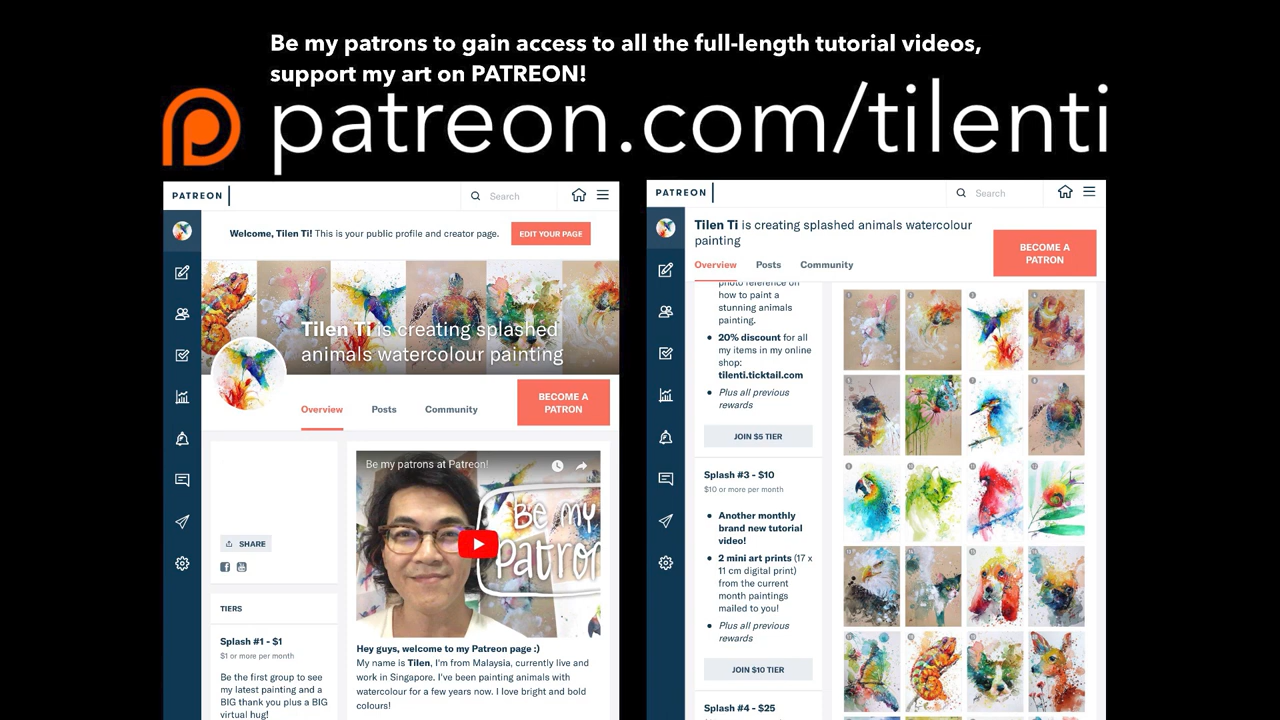 Be my patrons to gain access to all the full-length tutorial videos,
support my art on PATREON!
patreon.com/tilenti
PATREON
Search
Welcome, Tilen Ti! This is your public profile and creator page.
EDIT YOUR PAGE
Tilen Ti is creating splashed
animals watercolour painting
Overview
Posts
Community
BECOME A
PATRON
SHARE
TIERS
Splash #1 - $1
$1 or more per month
Be the first group to see
my latest painting and a
BIG thank you plus a BIG
virtual hug!
Be my patrons at Patreon!
Be my
Patron
Hey guys, welcome to my Patreon page :)
My name is Tilen, I'm from Malaysia, currently live and
work in Singapore. I've been painting animals with
watercolour for a few years now. I love bright and bold
colours!
PATREON
Search
Tilen Ti is creating splashed animals watercolour
painting
BECOME A
PATRON
Overview
Posts
Community
photo reference on
how to paint a
stunning animals
painting.
20% discount for all
my items in my online
shop:
tilenti.ticktail.com
Plus all previous
rewards
JOIN $5 TIER
Splash #3 - $10
$10 or more per month
Another monthly
brand new tutorial
video!
2 mini art prints (17 x
11 cm digital print)
from the current
month paintings
mailed to you!
Plus all previous
rewards
JOIN $10 TIER
Splash #4 - $25